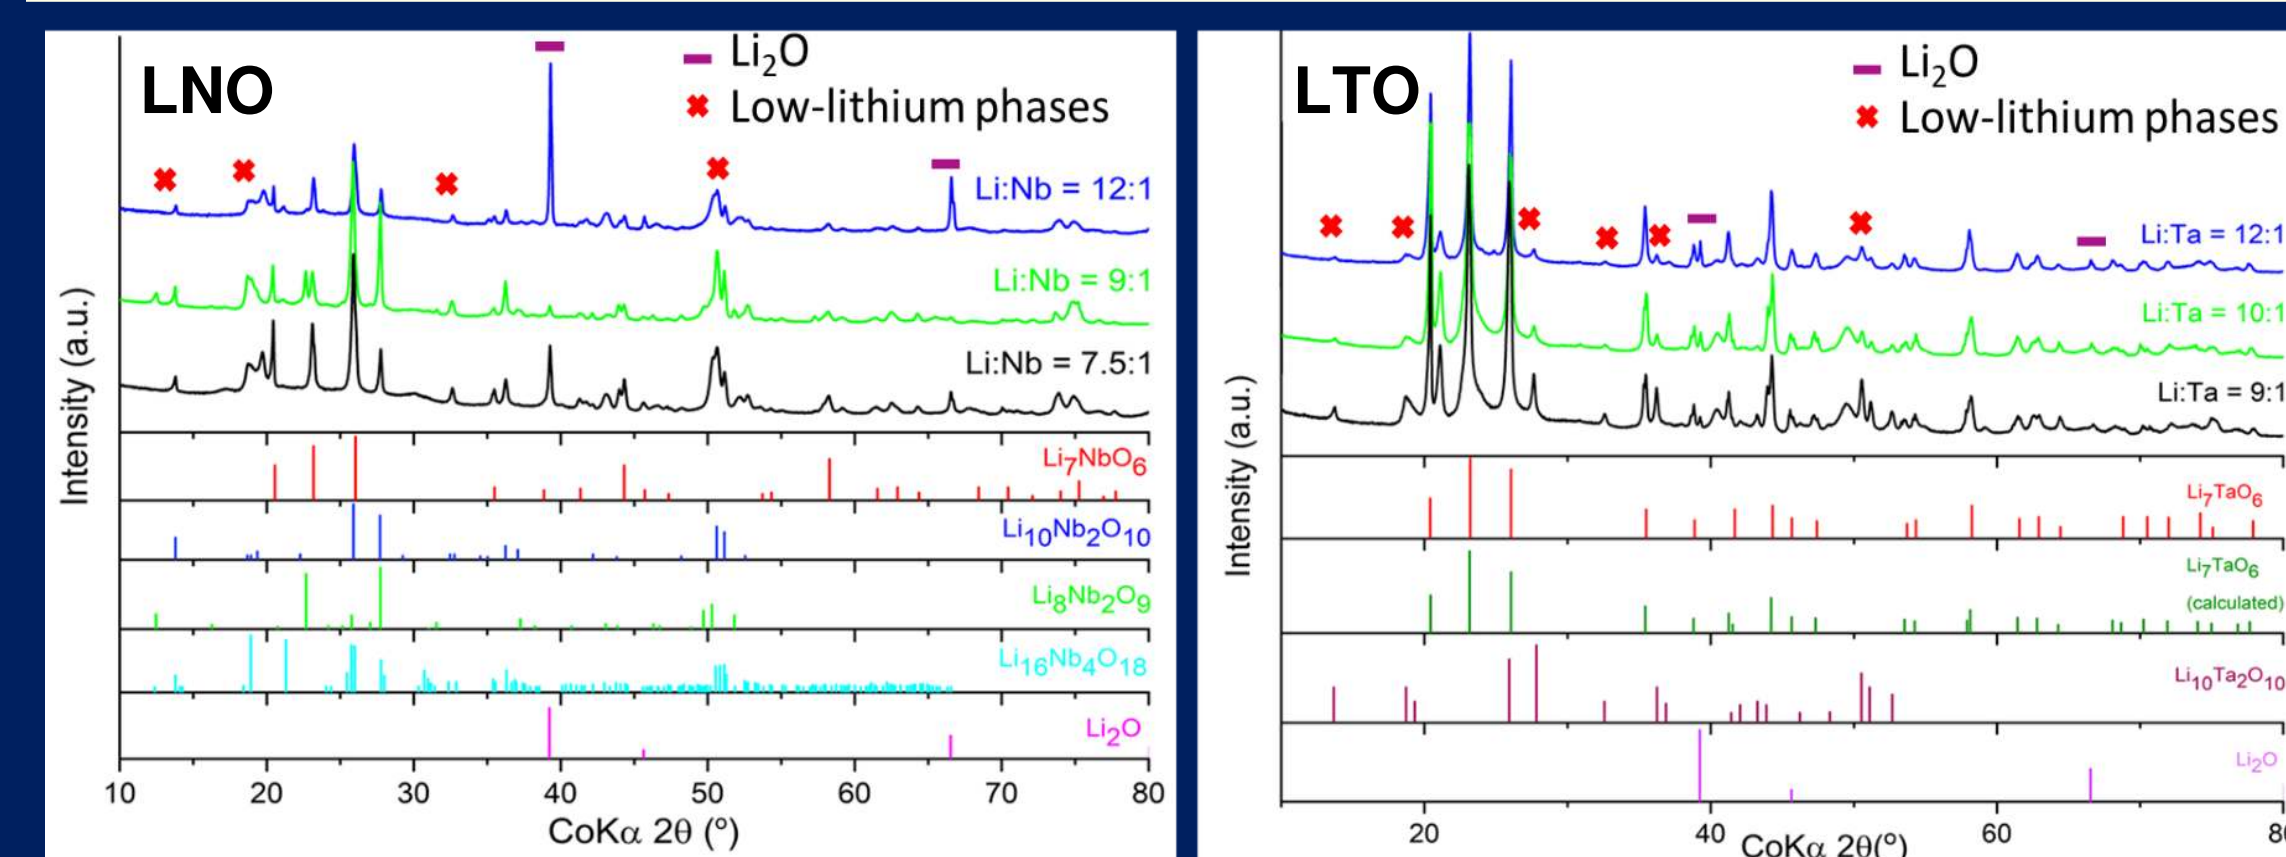 LNO
Li₂O
Low-lithium phases
Li:Nb = 12:1
Li:Nb = 9:1
Li:Nb = 7.5:1
Li₇NbO₆
Li₁₀Nb₂O₁₀
Li₈Nb₂O₉
Li₁₆Nb₄O₁₈
Li₂O
Intensity (a.u.)
10 20 30 40 50 60 70 80
CoKα 2θ (°)
LTO
Li₂O
Low-lithium phases
Li:Ta = 12:1
Li:Ta = 10:1
Li:Ta = 9:1
Li₇TaO₆
Li₇TaO₆
(calculated)
Li₁₀Ta₂O₁₀
Li₂O
Intensity (a.u.)
20 40 60
CoKα 2θ(°)